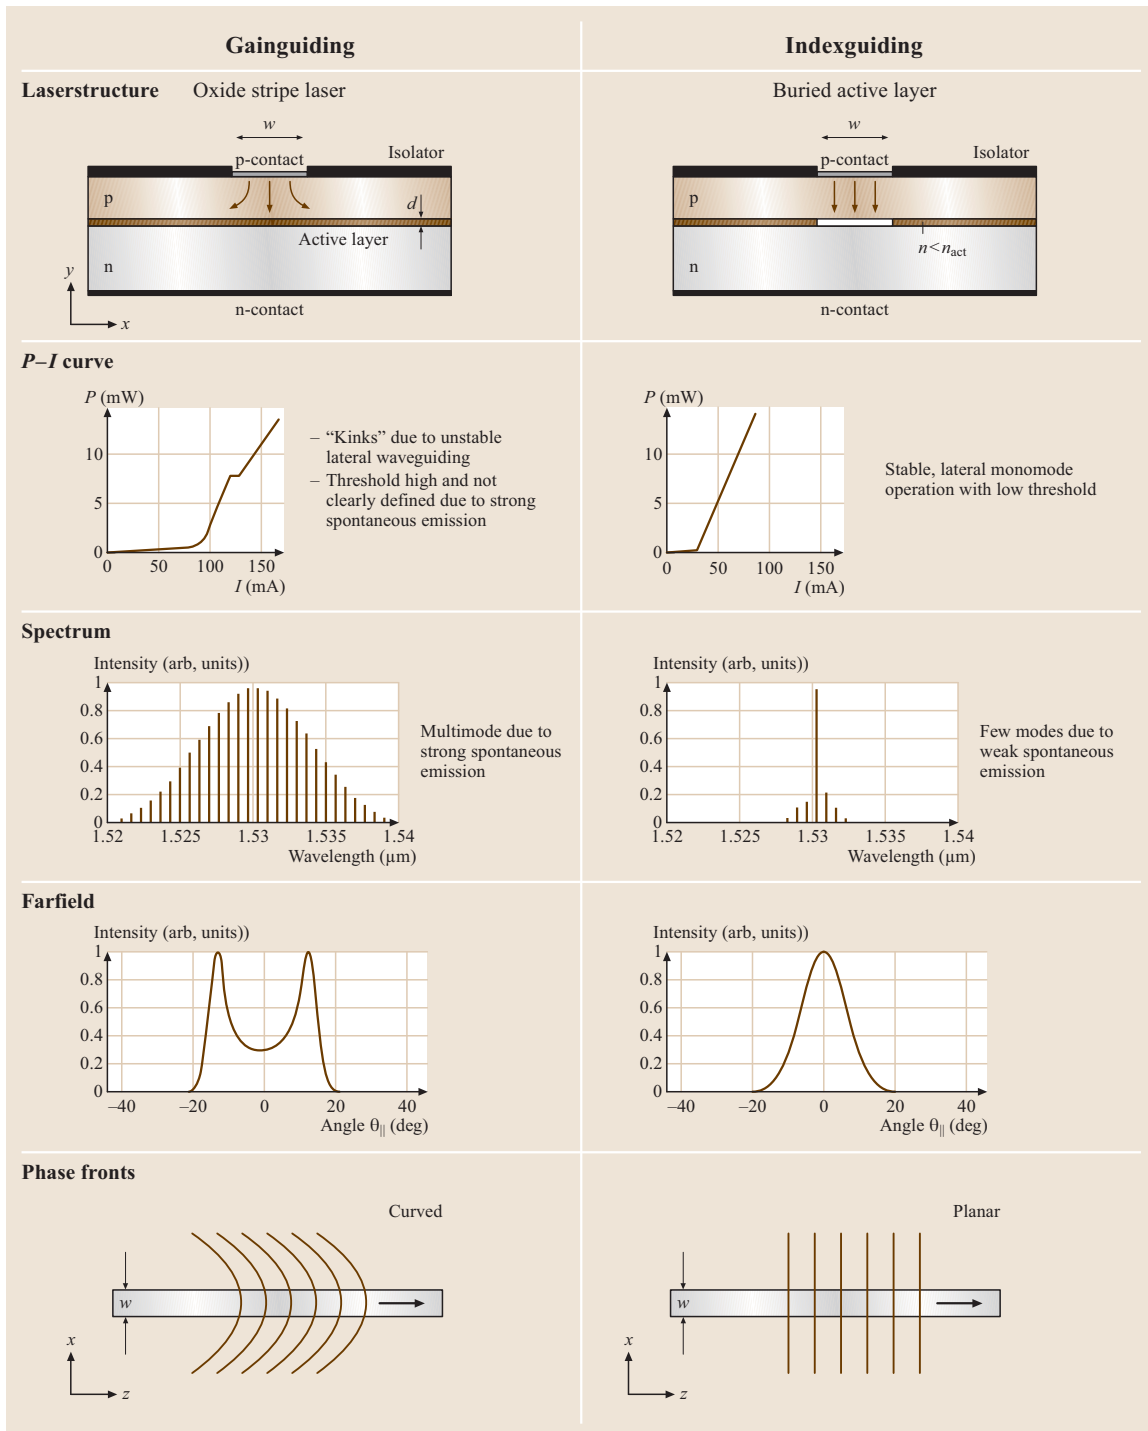 Gainguiding
Indexguiding
Laserstructure
Oxide stripe laser
w
p-contact
Isolator
p
d
Active layer
n
n-contact
y
x
Buried active layer
w
p-contact
Isolator
p
n<n_act
n
n-contact
P–I curve
P (mW)
10
5
0
0 50 100 150
I (mA)
– “Kinks” due to unstable
lateral waveguiding
– Threshold high and not
clearly defined due to strong
spontaneous emission
P (mW)
10
5
0
0 50 100 150
I (mA)
Stable, lateral monomode
operation with low threshold
Spectrum
Intensity (arb, units))
1
0.8
0.6
0.4
0.2
0
1.52 1.525 1.53 1.535 1.54
Wavelength (µm)
Multimode due to
strong spontaneous
emission
Intensity (arb, units))
1
0.8
0.6
0.4
0.2
0
1.52 1.525 1.53 1.535 1.54
Wavelength (µm)
Few modes due to
weak spontaneous
emission
Farfield
Intensity (arb, units))
1
0.8
0.6
0.4
0.2
0
–40 –20 0 20 40
Angle θ|| (deg)
Intensity (arb, units))
1
0.8
0.6
0.4
0.2
0
–40 –20 0 20 40
Angle θ|| (deg)
Phase fronts
Curved
w
x
z
Planar
w
x
z